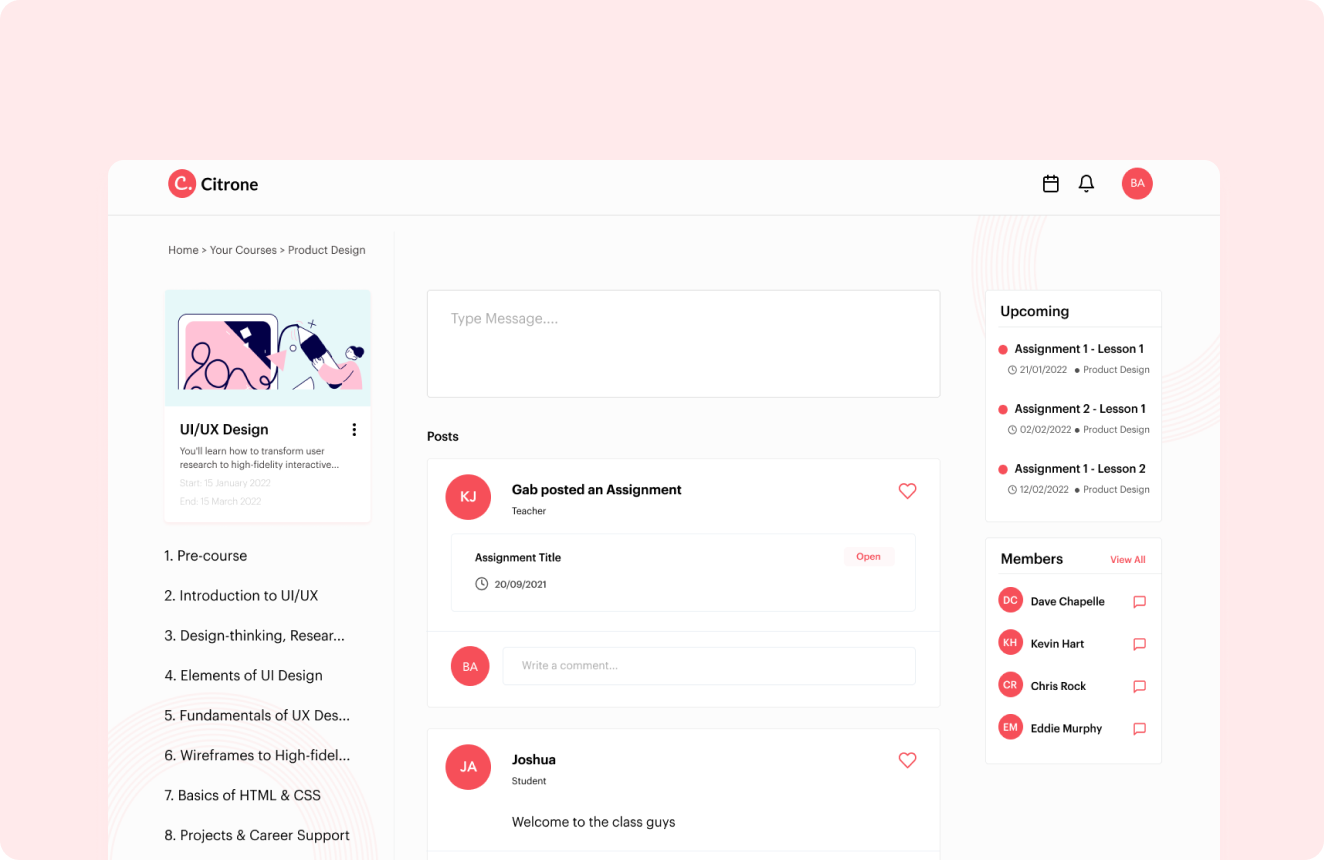 C. Citrone
BA
Home > Your Courses > Product Design
UI/UX Design
You'll learn how to transform user
research to high-fidelity interactive...
Start: 15 January 2022
End: 15 March 2022
1. Pre-course
2. Introduction to UI/UX
3. Design-thinking, Resear...
4. Elements of UI Design
5. Fundamentals of UX Des...
6. Wireframes to High-fidel...
7. Basics of HTML & CSS
8. Projects & Career Support
Type Message....
Posts
KJ
Gab posted an Assignment
Teacher
Assignment Title
Open
20/09/2021
BA
Write a comment...
JA
Joshua
Student
Welcome to the class guys
Upcoming
Assignment 1 - Lesson 1
21/01/2022 • Product Design
Assignment 2 - Lesson 1
02/02/2022 • Product Design
Assignment 1 - Lesson 2
12/02/2022 • Product Design
Members
View All
DC Dave Chapelle
KH Kevin Hart
CR Chris Rock
EM Eddie Murphy